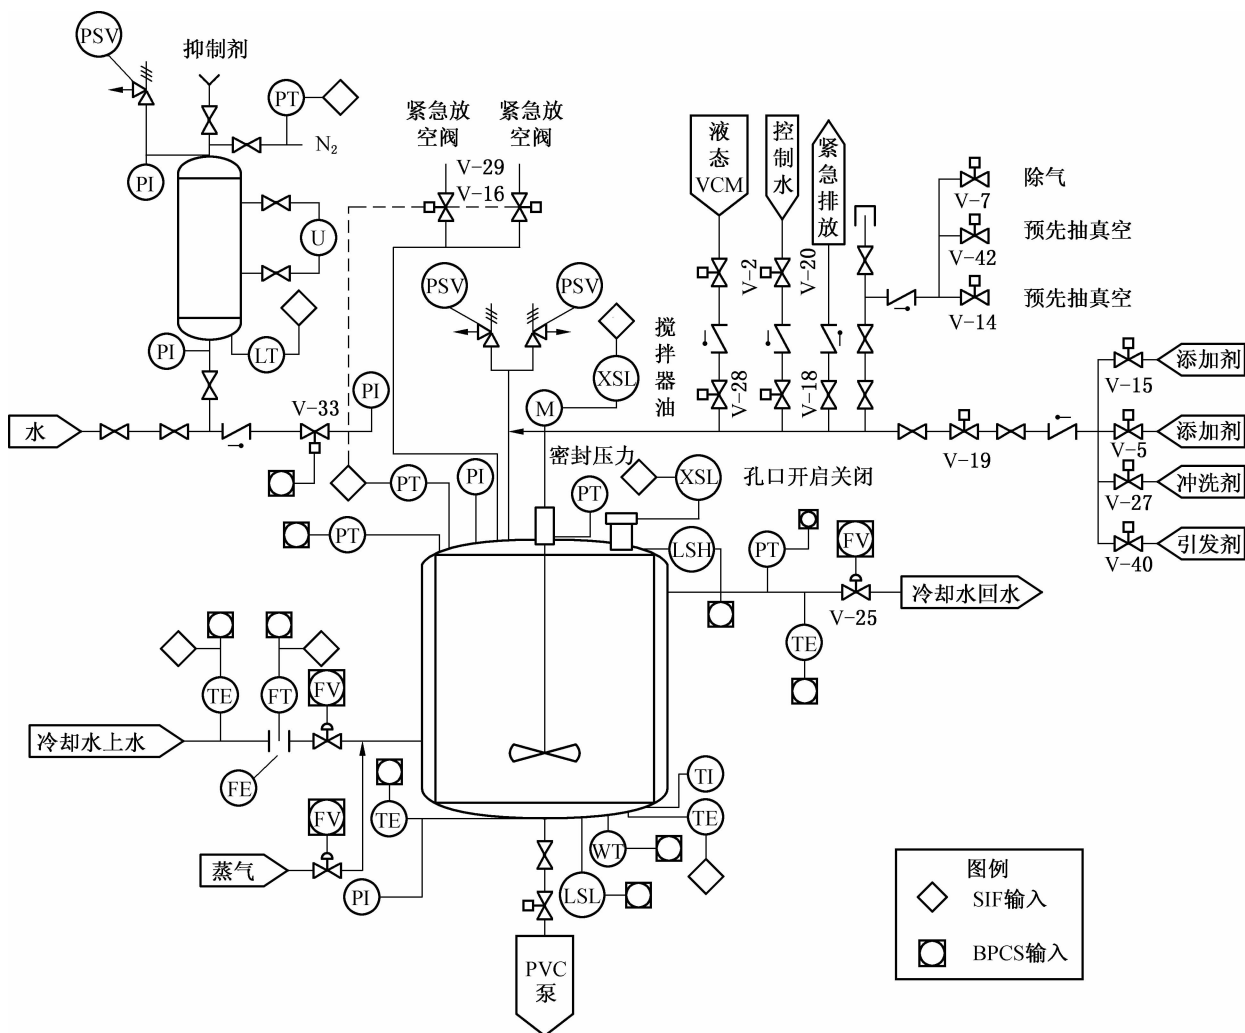 PSV
抑制剂
PT
N₂
PI
U
LT
PI
紧急放
空阀
紧急放
空阀
V-29
V-16
PSV
PSV
XSL
M
搅拌器油
液态
VCM
控制水
紧急排放
V-2
V-20
V-28
V-18
V-7
除气
V-42
预先抽真空
V-14
预先抽真空
V-15
添加剂
V-5
添加剂
V-27
冲洗剂
V-40
引发剂
V-19
水
V-33
PI
PT
PI
密封压力
PT
XSL
孔口开启关闭
PT
LSH
PT
FV
V-25
冷却水回水
TE
TE
FT
FV
冷却水上水
FE
FV
蒸气
TE
PI
TI
TE
WT
LSL
PVC
泵
图例
SIF输入
BPCS输入